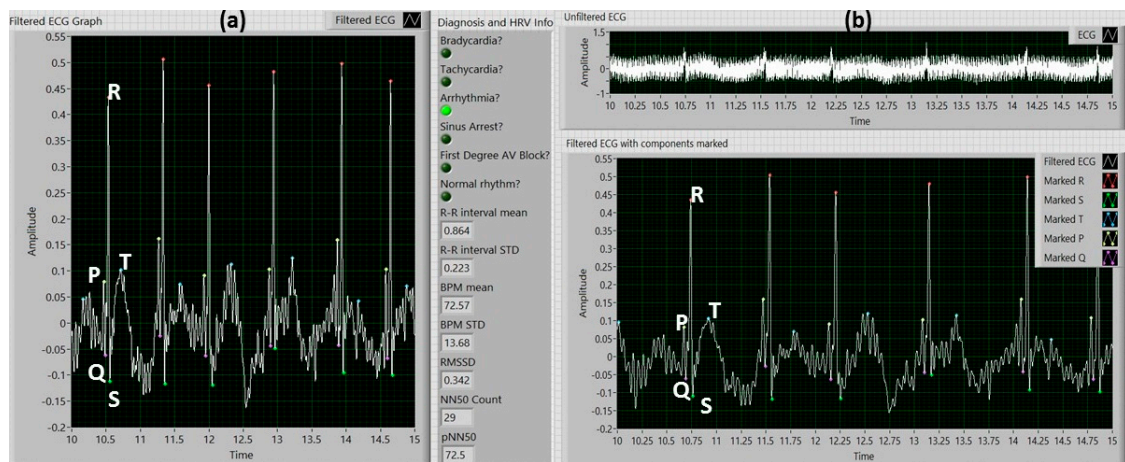 Filtered ECG Graph
(a)
Filtered ECG
0.55
0.5
0.45
0.4
0.35
0.3
0.25
0.2
0.15
0.1
0.05
0
-0.05
-0.1
-0.15
-0.2
Amplitude
R
P
T
Q
S
10 10.5 11 11.5 12 12.5 13 13.5 14 14.5 15
Time
Diagnosis and HRV Info
Bradycardia?
Tachycardia?
Arrhythmia?
Sinus Arrest?
First Degree AV Block?
Normal rhythm?
R-R interval mean
0.864
R-R interval STD
0.223
BPM mean
72.57
BPM STD
13.68
RMSSD
0.342
NN50 Count
29
pNN50
72.5
Unfiltered ECG
(b)
ECG
1.5
1
0
-1
Amplitude
10 10.25 10.5 10.75 11 11.25 11.5 11.75 12 12.25 12.5 12.75 13 13.25 13.5 13.75 14 14.25 14.5 14.75 15
Time
Filtered ECG with components marked
Filtered ECG
Marked R
Marked S
Marked T
Marked P
Marked Q
0.55
0.5
0.45
0.4
0.35
0.3
0.25
0.2
0.15
0.1
0.05
0
-0.05
-0.1
-0.15
-0.2
Amplitude
R
P
T
Q
S
10 10.25 10.5 10.75 11 11.25 11.5 11.75 12 12.25 12.5 12.75 13 13.25 13.5 13.75 14 14.25 14.5 14.75 15
Time